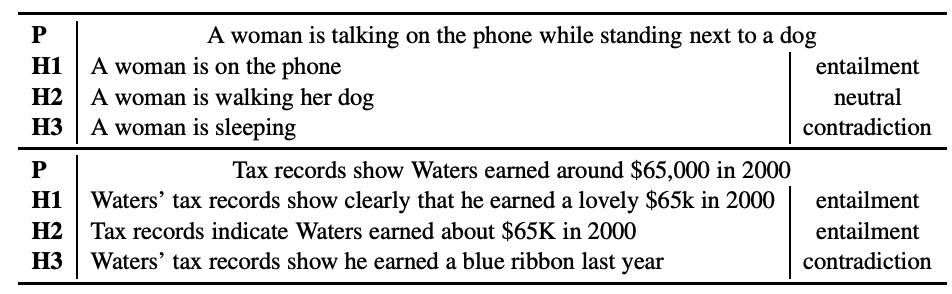 P A woman is talking on the phone while standing next to a dog
H1 A woman is on the phone entailment
H2 A woman is walking her dog neutral
H3 A woman is sleeping contradiction
P Tax records show Waters earned around $65,000 in 2000
H1 Waters’ tax records show clearly that he earned a lovely $65k in 2000 entailment
H2 Tax records indicate Waters earned about $65K in 2000 entailment
H3 Waters’ tax records show he earned a blue ribbon last year contradiction